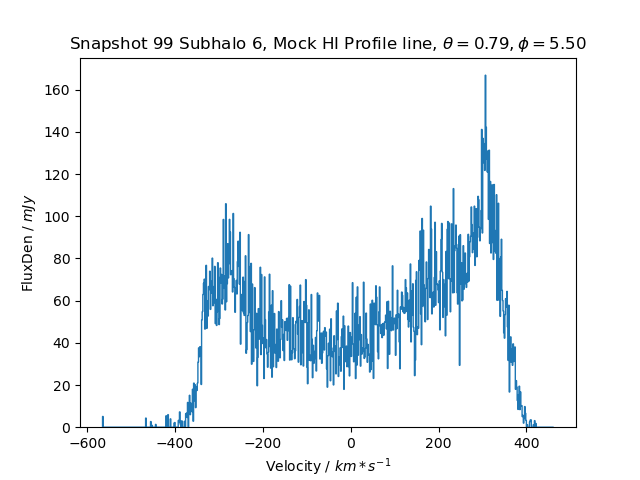 Snapshot 99 Subhalo 6, Mock HI Profile line, θ = 0.79, ϕ = 5.50
FluxDen / mJy
160
140
120
100
80
60
40
20
0
−600 −400 −200 0 200 400
Velocity / km * s⁻¹